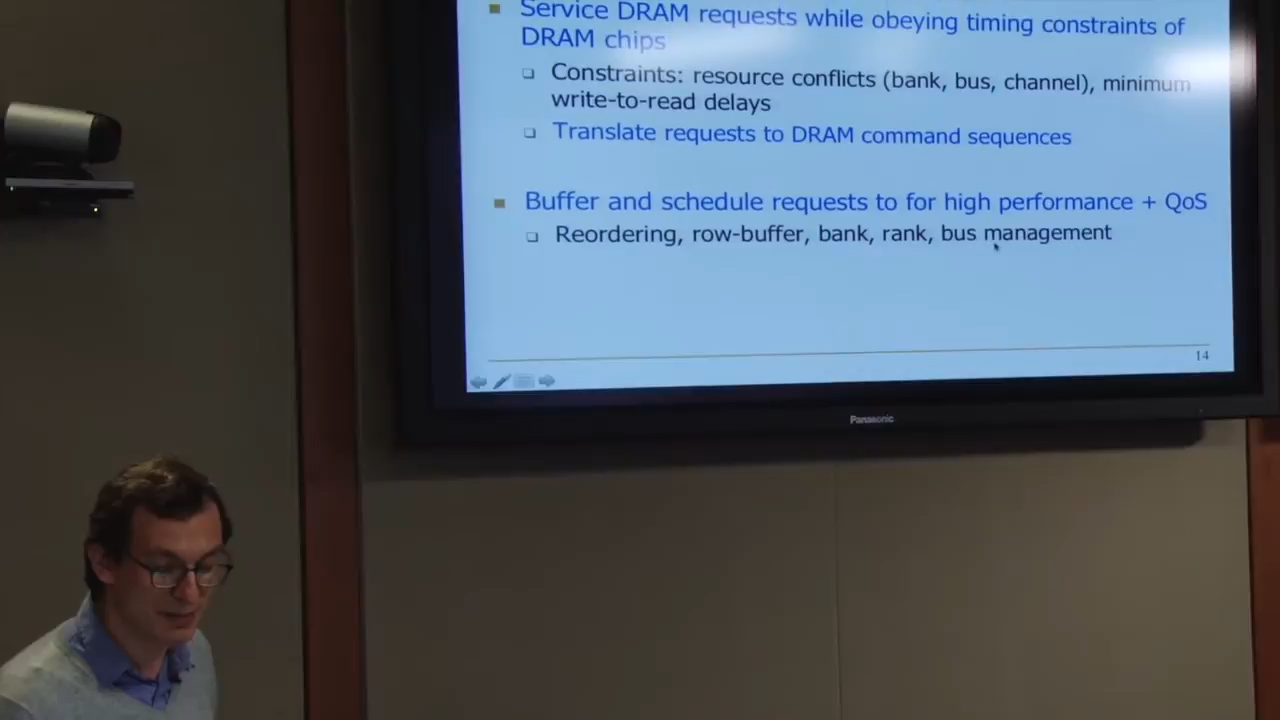 Service DRAM requests while obeying timing constraints of
DRAM chips
Constraints: resource conflicts (bank, bus, channel), minimum
write-to-read delays
Translate requests to DRAM command sequences
Buffer and schedule requests to for high performance + QoS
Reordering, row-buffer, bank, rank, bus management
14
Panasonic